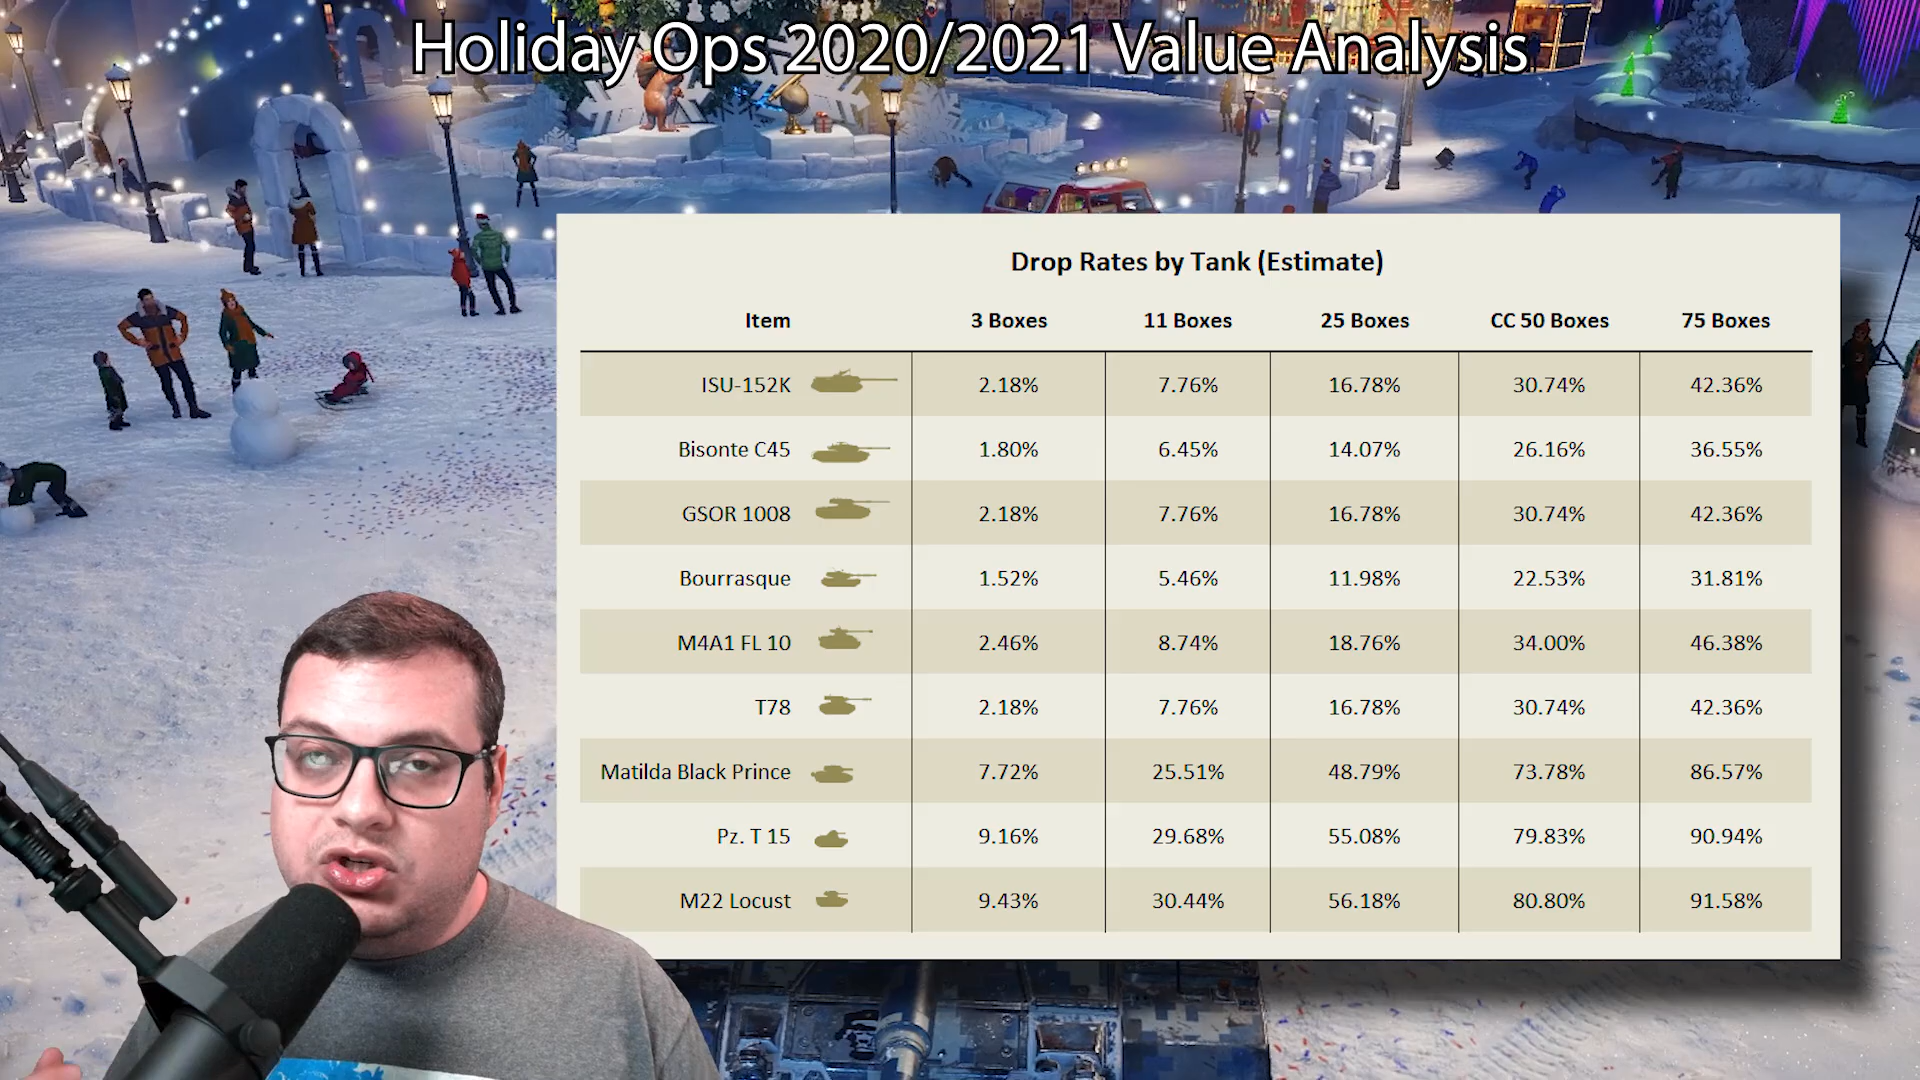 Holiday Ops 2020/2021 Value Analysis
Drop Rates by Tank (Estimate)
Item 3 Boxes 11 Boxes 25 Boxes CC 50 Boxes 75 Boxes
ISU-152K 2.18% 7.76% 16.78% 30.74% 42.36%
Bisonte C45 1.80% 6.45% 14.07% 26.16% 36.55%
GSOR 1008 2.18% 7.76% 16.78% 30.74% 42.36%
Bourrasque 1.52% 5.46% 11.98% 22.53% 31.81%
M4A1 FL 10 2.46% 8.74% 18.76% 34.00% 46.38%
T78 2.18% 7.76% 16.78% 30.74% 42.36%
Matilda Black Prince 7.72% 25.51% 48.79% 73.78% 86.57%
Pz. T 15 9.16% 29.68% 55.08% 79.83% 90.94%
M22 Locust 9.43% 30.44% 56.18% 80.80% 91.58%